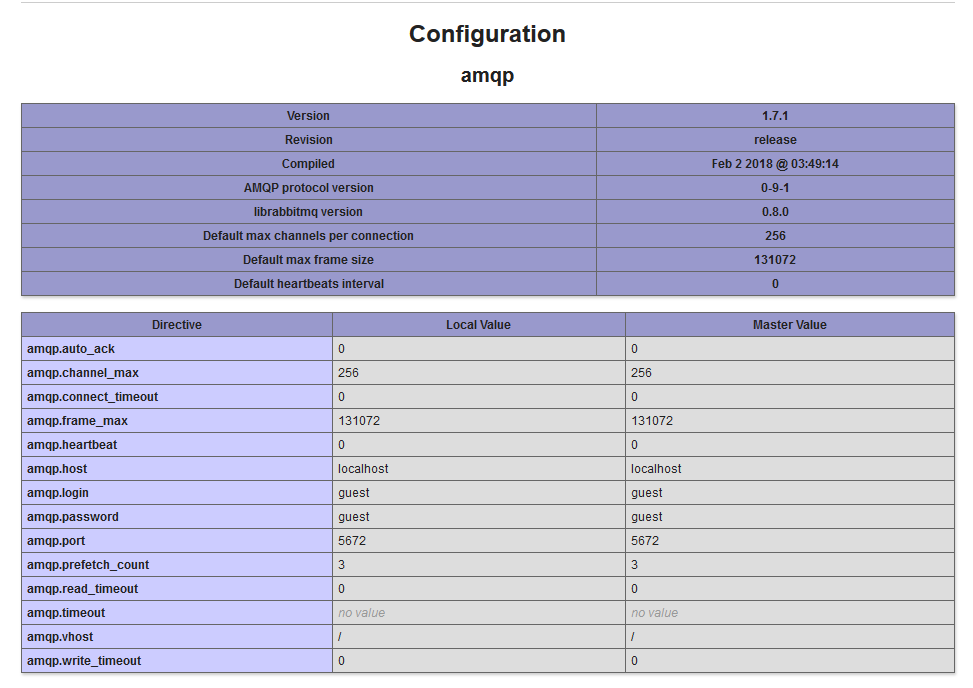 Configuration
amqp
Version 1.7.1
Revision release
Compiled Feb 2 2018 @ 03:49:14
AMQP protocol version 0-9-1
librabbitmq version 0.8.0
Default max channels per connection 256
Default max frame size 131072
Default heartbeats interval 0
Directive Local Value Master Value
amqp.auto_ack 0 0
amqp.channel_max 256 256
amqp.connect_timeout 0 0
amqp.frame_max 131072 131072
amqp.heartbeat 0 0
amqp.host localhost localhost
amqp.login guest guest
amqp.password guest guest
amqp.port 5672 5672
amqp.prefetch_count 3 3
amqp.read_timeout 0 0
amqp.timeout no value no value
amqp.vhost / /
amqp.write_timeout 0 0